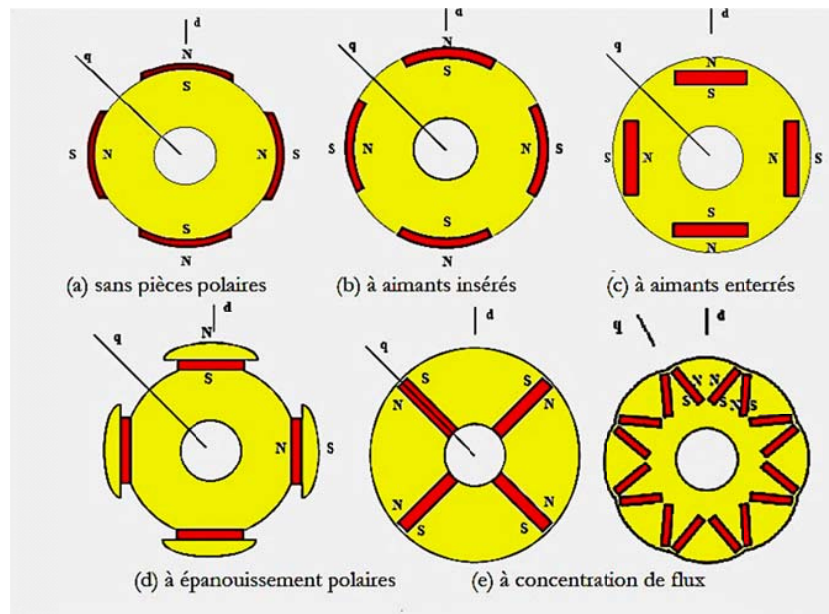 d
q
N
S
S
N
N
S
S
N
(a) sans pièces polaires
d
q
N
S
S
N
N
S
S
N
(b) à aimants insérés
d
q
N
S
S
N
N
S
S
N
(c) à aimants enterrés
d
q
N
S
N
S
(d) à épanouissement polaires
d
q
S
S
N
N
N
N
S
S
d
q
N
N
S
S
N
S
(e) à concentration de flux